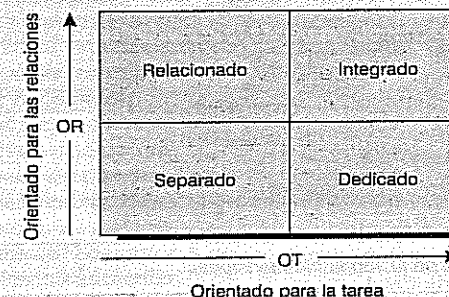 Orientado para las relaciones
OR
Relacionado
Integrado
Separado
Dedicado
OT
Orientado para la tarea